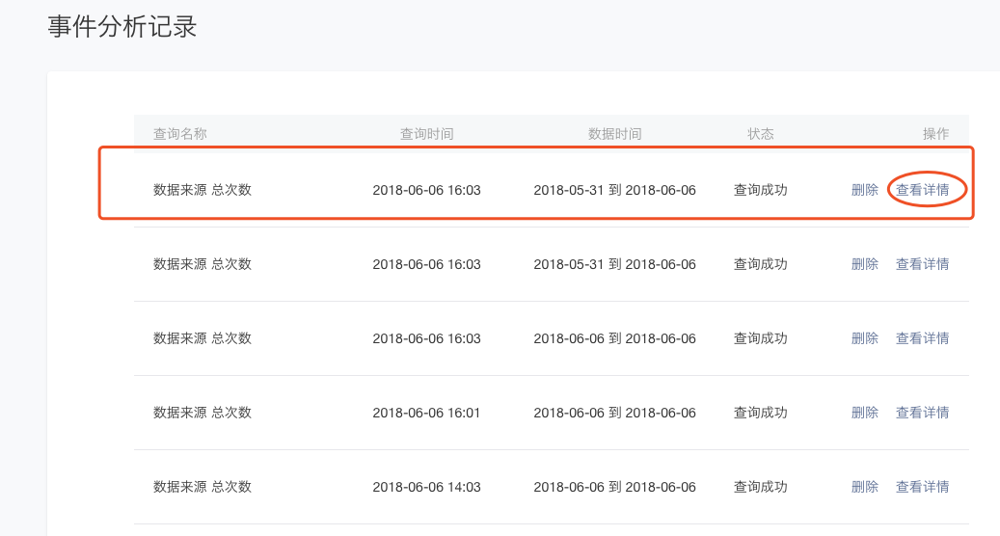 事件分析记录
查询名称 查询时间 数据时间 状态 操作
数据来源 总次数 2018-06-06 16:03 2018-05-31 到 2018-06-06 查询成功 删除 查看详情
数据来源 总次数 2018-06-06 16:03 2018-05-31 到 2018-06-06 查询成功 删除 查看详情
数据来源 总次数 2018-06-06 16:03 2018-06-06 到 2018-06-06 查询成功 删除 查看详情
数据来源 总次数 2018-06-06 16:01 2018-06-06 到 2018-06-06 查询成功 删除 查看详情
数据来源 总次数 2018-06-06 14:03 2018-06-06 到 2018-06-06 查询成功 删除 查看详情